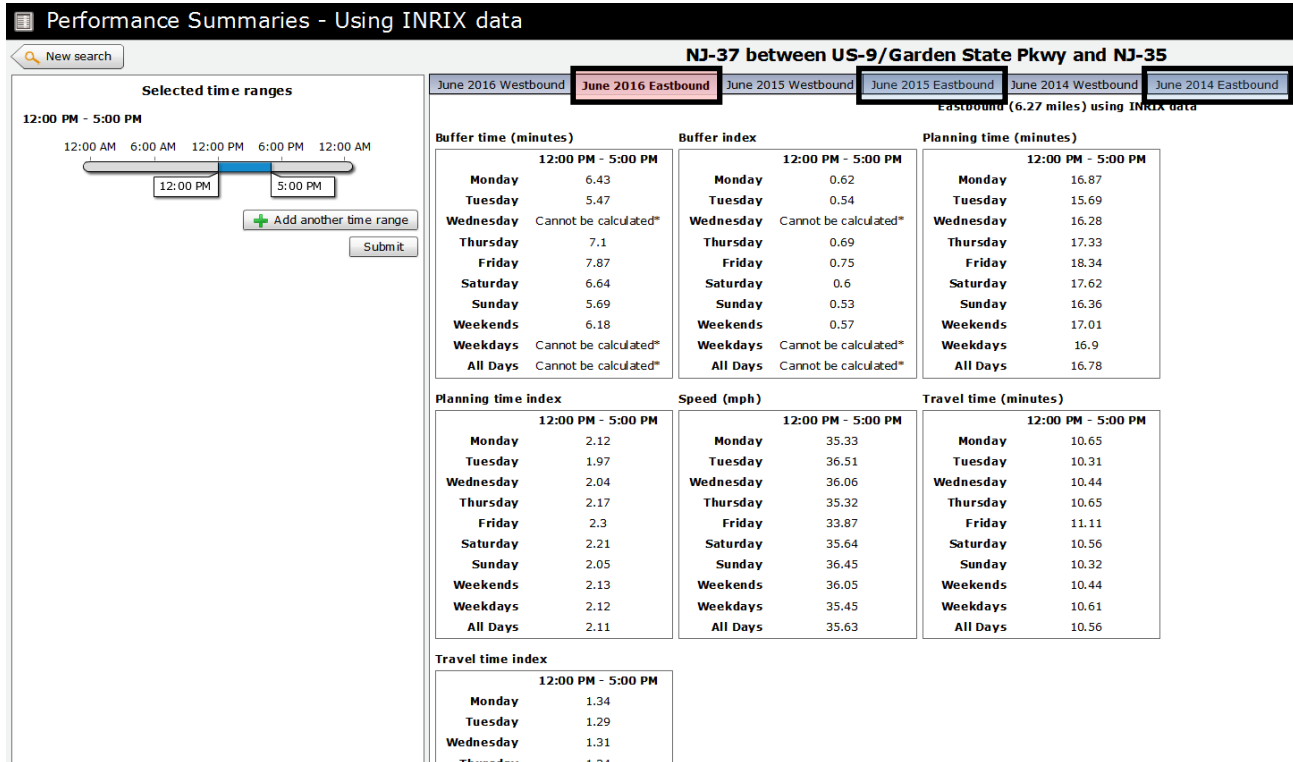 Performance Summaries - Using INRIX data
New search
NJ-37 between US-9/Garden State Pkwy and NJ-35
Selected time ranges
12:00 PM - 5:00 PM
12:00 AM 6:00 AM 12:00 PM 6:00 PM 12:00 AM
12:00 PM 5:00 PM
Add another time range
Submit
June 2016 Westbound June 2016 Eastbound June 2015 Westbound June 2015 Eastbound June 2014 Westbound June 2014 Eastbound
Eastbound (6.27 miles) using INRIX data
Buffer time (minutes)
12:00 PM - 5:00 PM
Monday 6.43
Tuesday 5.47
Wednesday Cannot be calculated*
Thursday 7.1
Friday 7.87
Saturday 6.64
Sunday 5.69
Weekends 6.18
Weekdays Cannot be calculated*
All Days Cannot be calculated*
Buffer index
12:00 PM - 5:00 PM
Monday 0.62
Tuesday 0.54
Wednesday Cannot be calculated*
Thursday 0.69
Friday 0.75
Saturday 0.6
Sunday 0.53
Weekends 0.57
Weekdays Cannot be calculated*
All Days Cannot be calculated*
Planning time (minutes)
12:00 PM - 5:00 PM
Monday 16.87
Tuesday 15.69
Wednesday 16.28
Thursday 17.33
Friday 18.34
Saturday 17.62
Sunday 16.36
Weekends 17.01
Weekdays 16.9
All Days 16.78
Planning time index
12:00 PM - 5:00 PM
Monday 2.12
Tuesday 1.97
Wednesday 2.04
Thursday 2.17
Friday 2.3
Saturday 2.21
Sunday 2.05
Weekends 2.13
Weekdays 2.12
All Days 2.11
Speed (mph)
12:00 PM - 5:00 PM
Monday 35.33
Tuesday 36.51
Wednesday 36.06
Thursday 35.32
Friday 33.87
Saturday 35.64
Sunday 36.45
Weekends 36.05
Weekdays 35.45
All Days 35.63
Travel time (minutes)
12:00 PM - 5:00 PM
Monday 10.65
Tuesday 10.31
Wednesday 10.44
Thursday 10.65
Friday 11.11
Saturday 10.56
Sunday 10.32
Weekends 10.44
Weekdays 10.61
All Days 10.56
Travel time index
12:00 PM - 5:00 PM
Monday 1.34
Tuesday 1.29
Wednesday 1.31